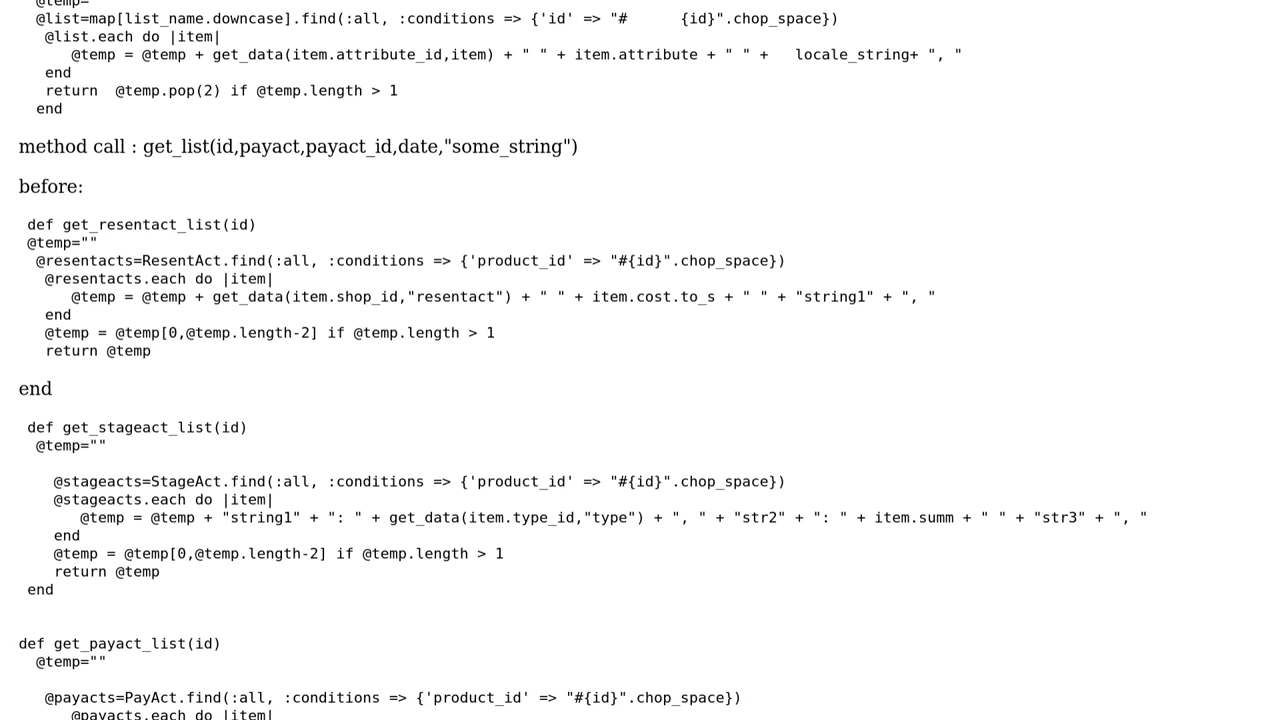 @temp=
@list=map[list_name.downcase].find(:all, :conditions => {'id' => "#      {id}".chop_space})
@list.each do |item|
@temp = @temp + get_data(item.attribute_id,item) + " " + item.attribute + " " +   locale_string+ ", "
end
return  @temp.pop(2) if @temp.length > 1
end
method call : get_list(id,payact,payact_id,date,"some_string")
before:
def get_resentact_list(id)
@temp=""
@resentacts=ResentAct.find(:all, :conditions => {'product_id' => "#{id}".chop_space})
@resentacts.each do |item|
@temp = @temp + get_data(item.shop_id,"resentact") + " " + item.cost.to_s + " " + "string1" + ", "
end
@temp = @temp[0,@temp.length-2] if @temp.length > 1
return @temp
end
def get_stageact_list(id)
@temp=""
@stageacts=StageAct.find(:all, :conditions => {'product_id' => "#{id}".chop_space})
@stageacts.each do |item|
@temp = @temp + "string1" + ": " + get_data(item.type_id,"type") + ", " + "str2" + ": " + item.summ + " " + "str3" + ", "
end
@temp = @temp[0,@temp.length-2] if @temp.length > 1
return @temp
end
def get_payact_list(id)
@temp=""
@payacts=PayAct.find(:all, :conditions => {'product_id' => "#{id}".chop_space})
@payacts.each do |item|